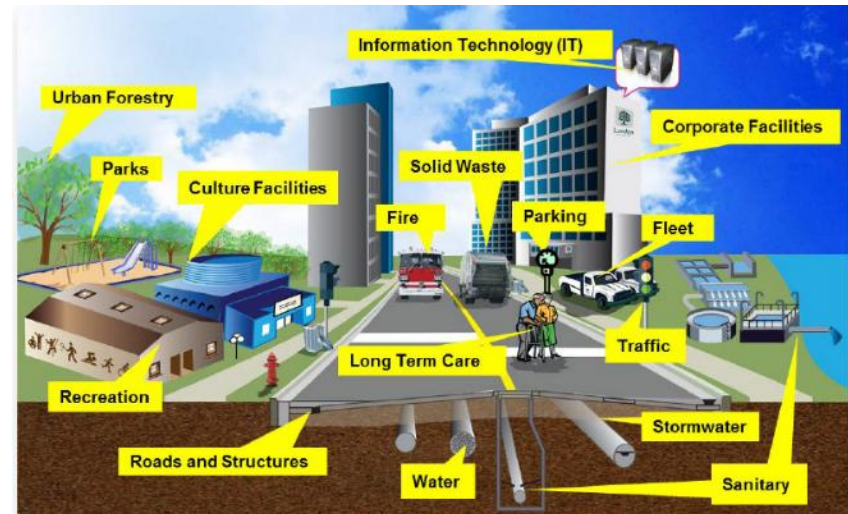 Information Technology (IT)
Urban Forestry
London
Corporate Facilities
Parks
Culture Facilities
Solid Waste
Fire
Parking
Fleet
Long Term Care
Traffic
Recreation
Roads and Structures
Water
Stormwater
Sanitary